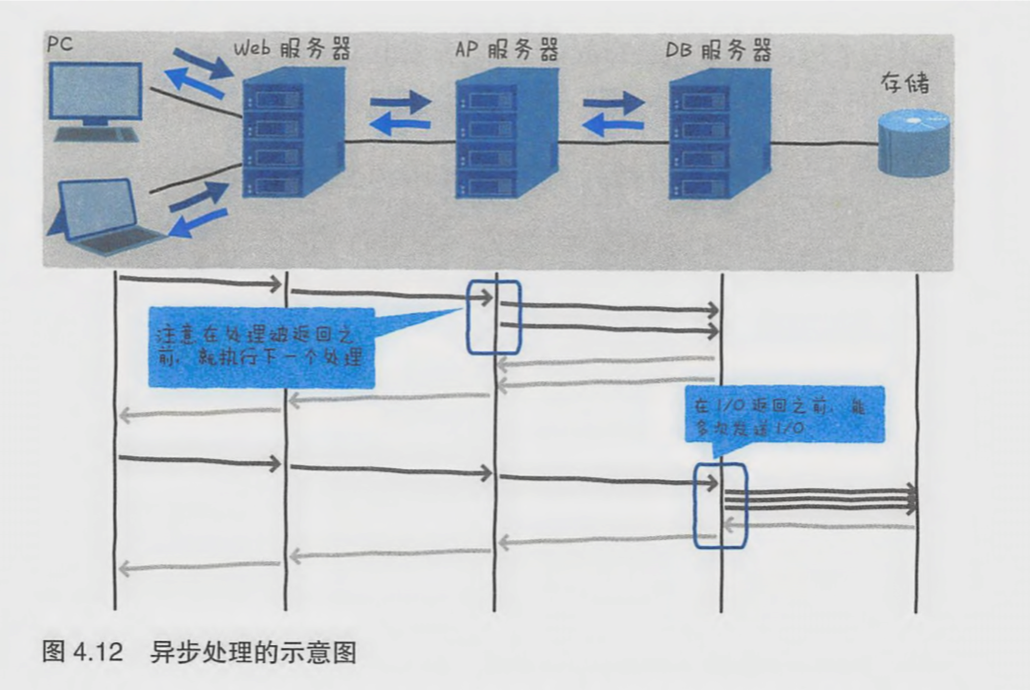 PC
Web 服务器
AP 服务器
DB 服务器
存储
注意在处理被返回之
前，就执行下一个处理
在 I/O 返回之前，能
多次发送 I/O
图 4.12 异步处理的示意图